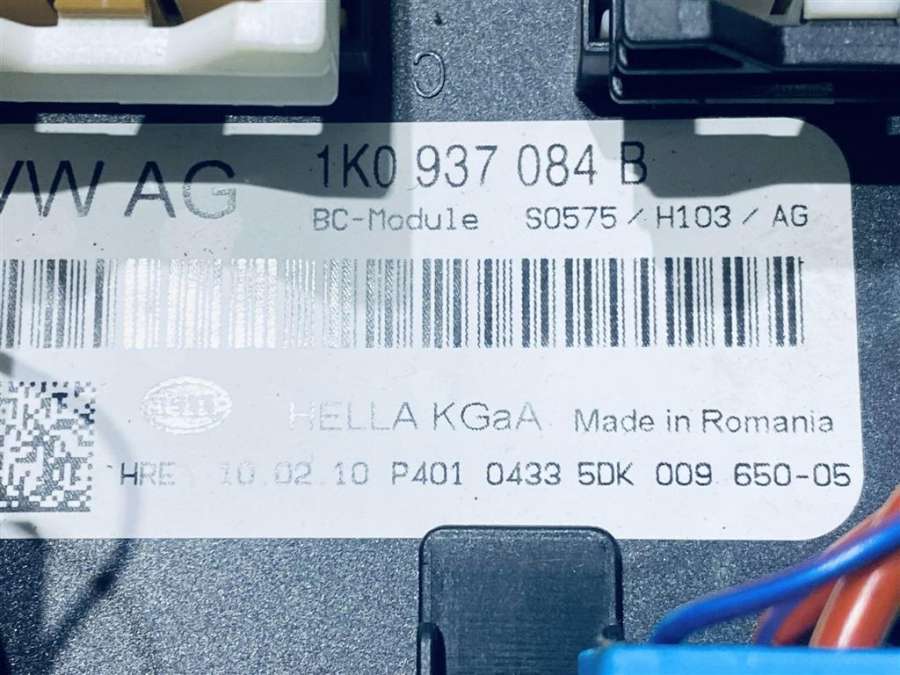 C
VW AG 1K0 937 084 B
BC-Module S0575/H103/AG
HELLA HELLA KGaA Made in Romania
HRE 10.02.10 P401 0433 5DK 009 650-05